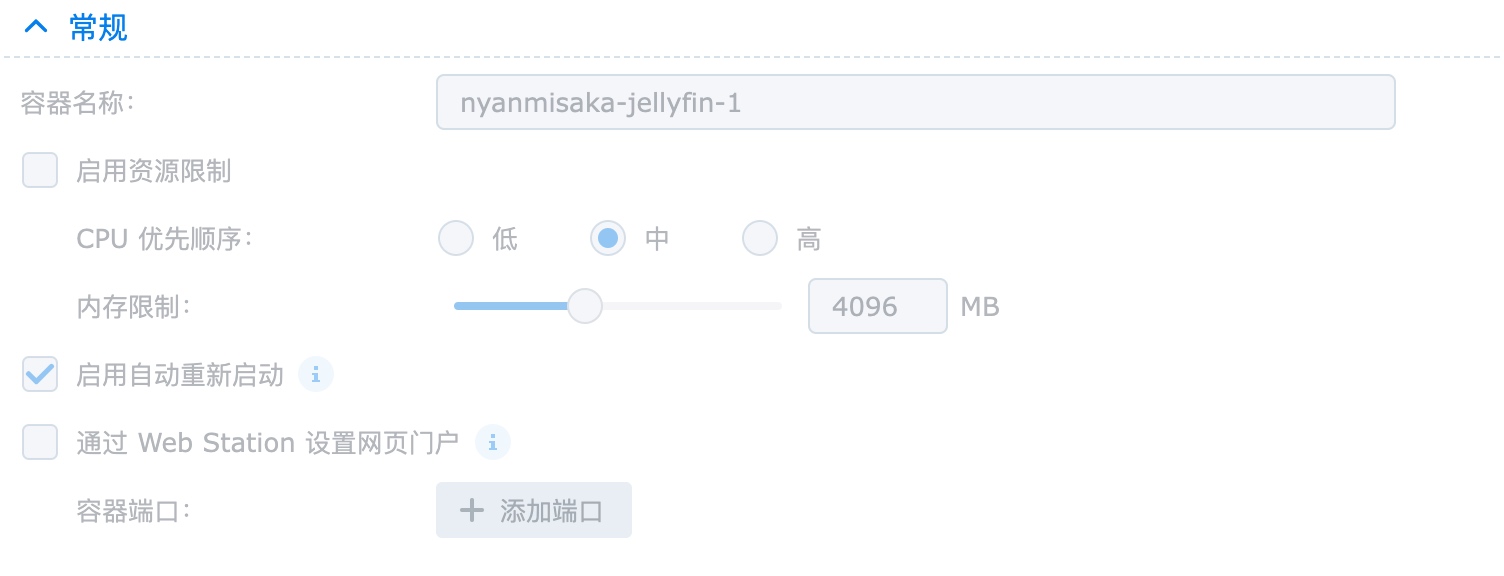 常规
容器名称: nyanmisaka-jellyfin-1
启用资源限制
CPU 优先顺序: 低 中 高
内存限制: 4096 MB
启用自动重新启动 i
通过 Web Station 设置网页门户 i
容器端口: + 添加端口